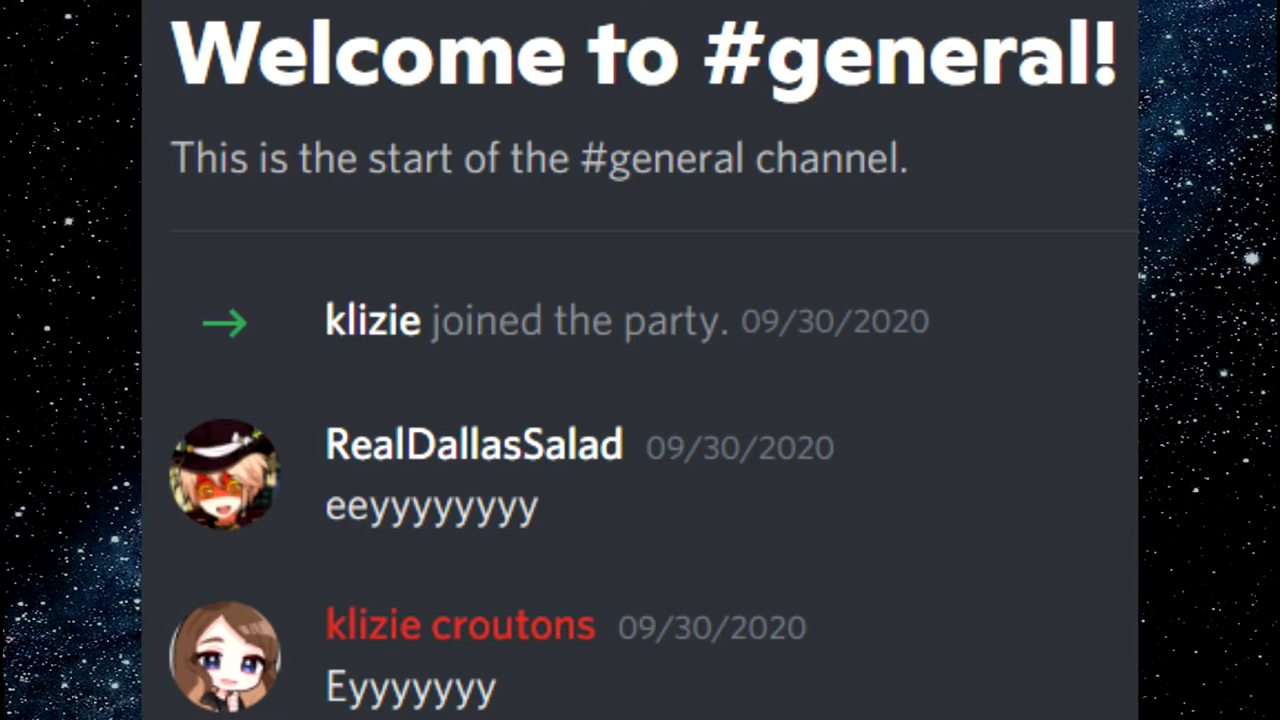 Welcome to #general!
This is the start of the #general channel.
klizie joined the party. 09/30/2020
RealDallasSalad 09/30/2020
eeyyyyyyyy
klizie croutons 09/30/2020
Eyyyyyyy